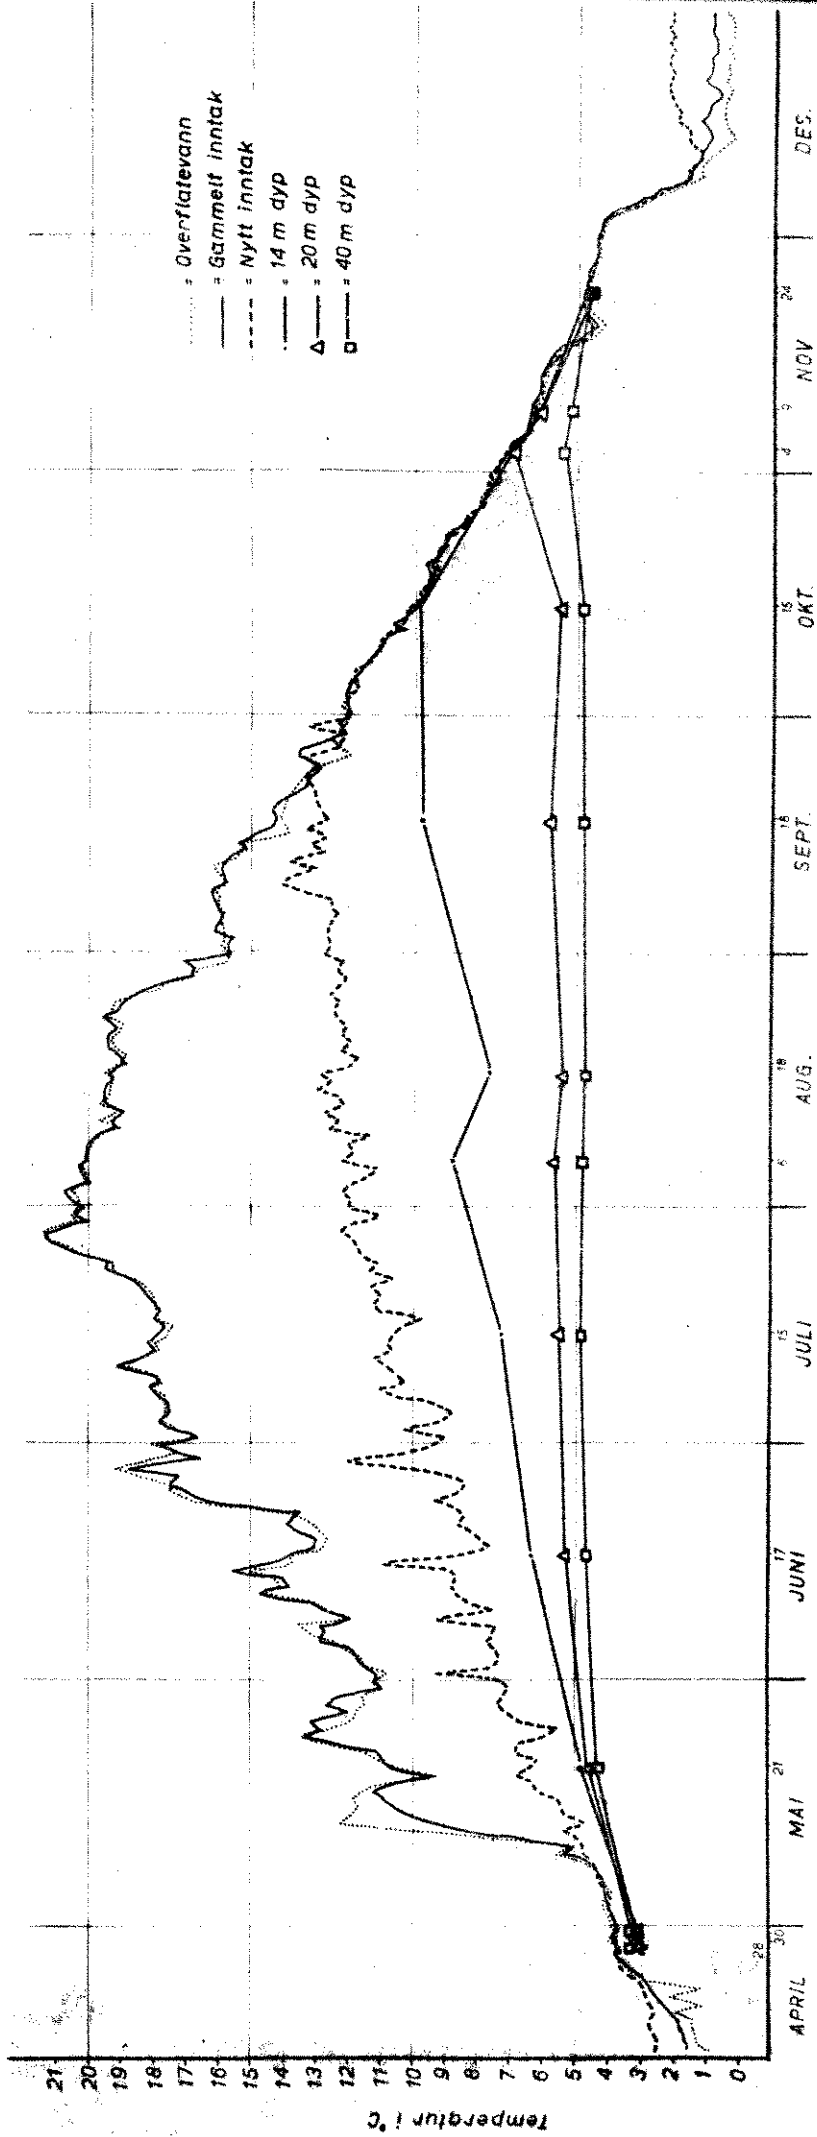 = Overflatevann
= Gammelt inntak
= Nytt inntak
= 14 m dyp
= 20 m dyp
= 40 m dyp
Temperatur i °C
21
20
19
18
17
16
15
14
13
12
11
10
9
8
7
6
5
4
3
2
1
0
28 30 21 17 15 6 18 18 15 4 9 24
APRIL MAI JUNI JULI AUG. SEPT. OKT. NOV DES.